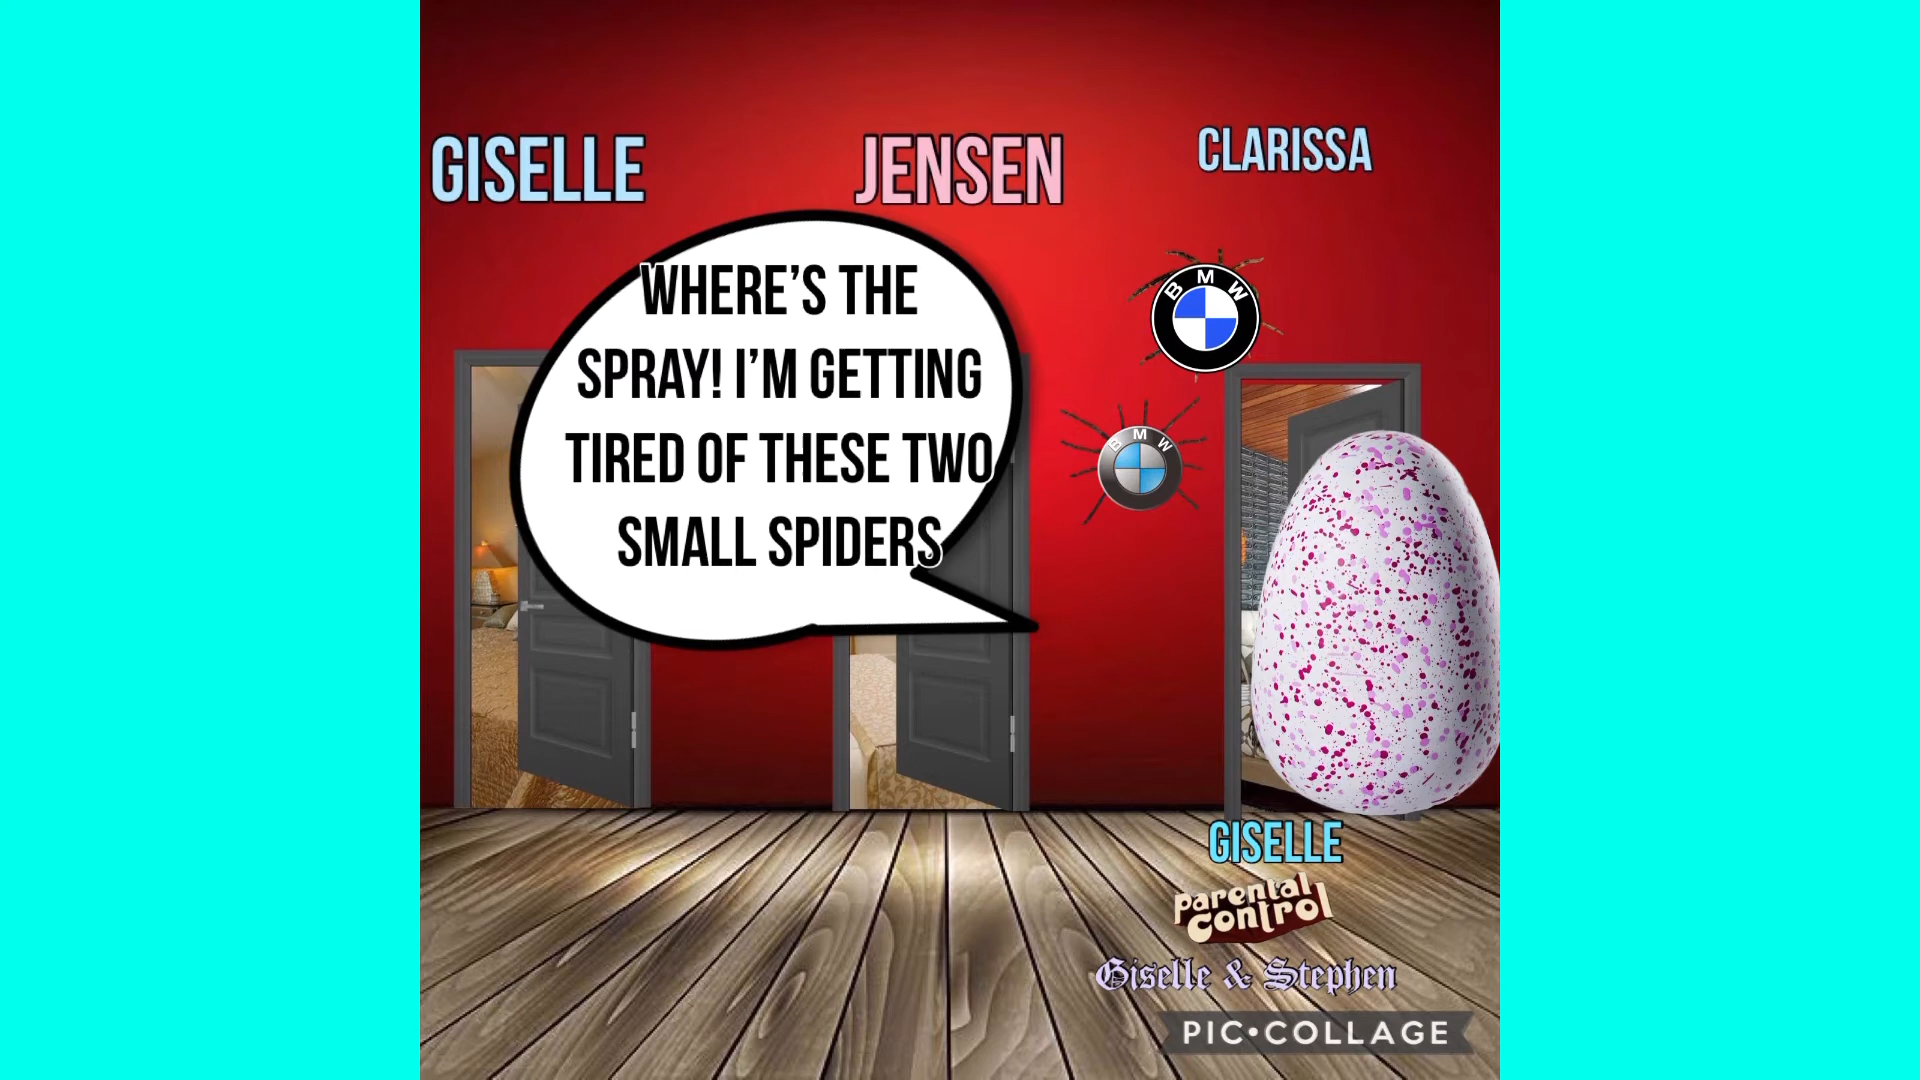 GISELLE
JENSEN
CLARISSA
WHERE'S THE
SPRAY! I'M GETTING
TIRED OF THESE TWO
SMALL SPIDERS
BMW
BMW
GISELLE
parental
control
Giselle & Stephen
PIC•COLLAGE